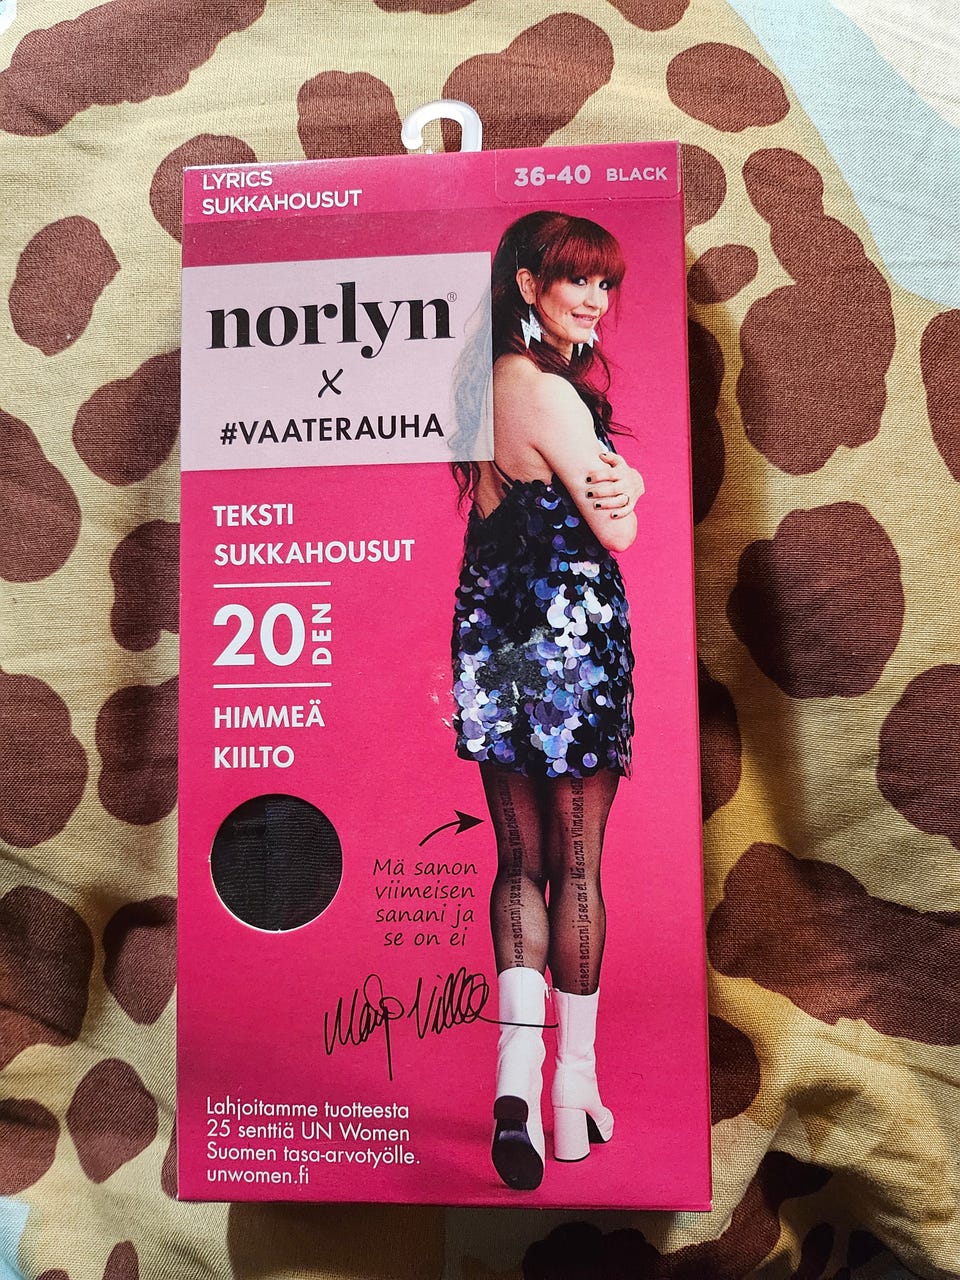 LYRICS
SUKKAHOUSUT
36-40 BLACK
norlyn®
x
#VAATERAUHA
TEKSTI
SUKKAHOUSUT
20 DEN
HIMMEÄ
KIILTO
Mä sanon
viimeisen
sanani ja
se on ei
Lahjoitamme tuotteesta
25 senttiä UN Women
Suomen tasa-arvotyölle.
unwomen.fi